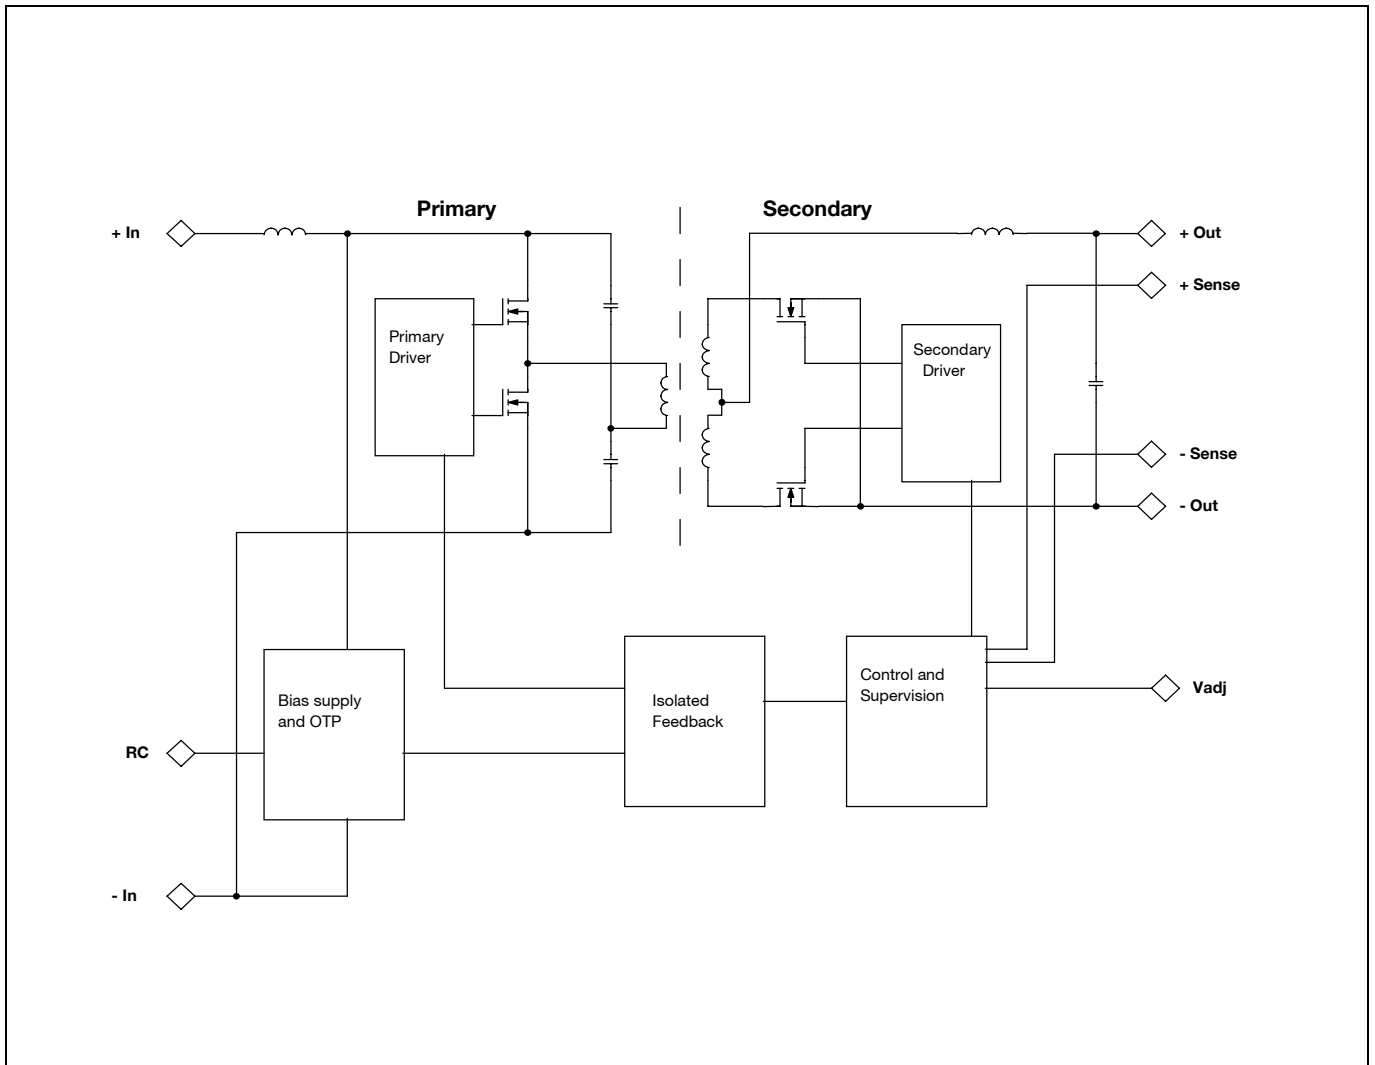 Primary
Secondary
+ In
+ Out
+ Sense
Primary
Driver
Secondary
Driver
- Sense
- Out
Bias supply
and OTP
Isolated
Feedback
Control and
Supervision
Vadj
RC
- In